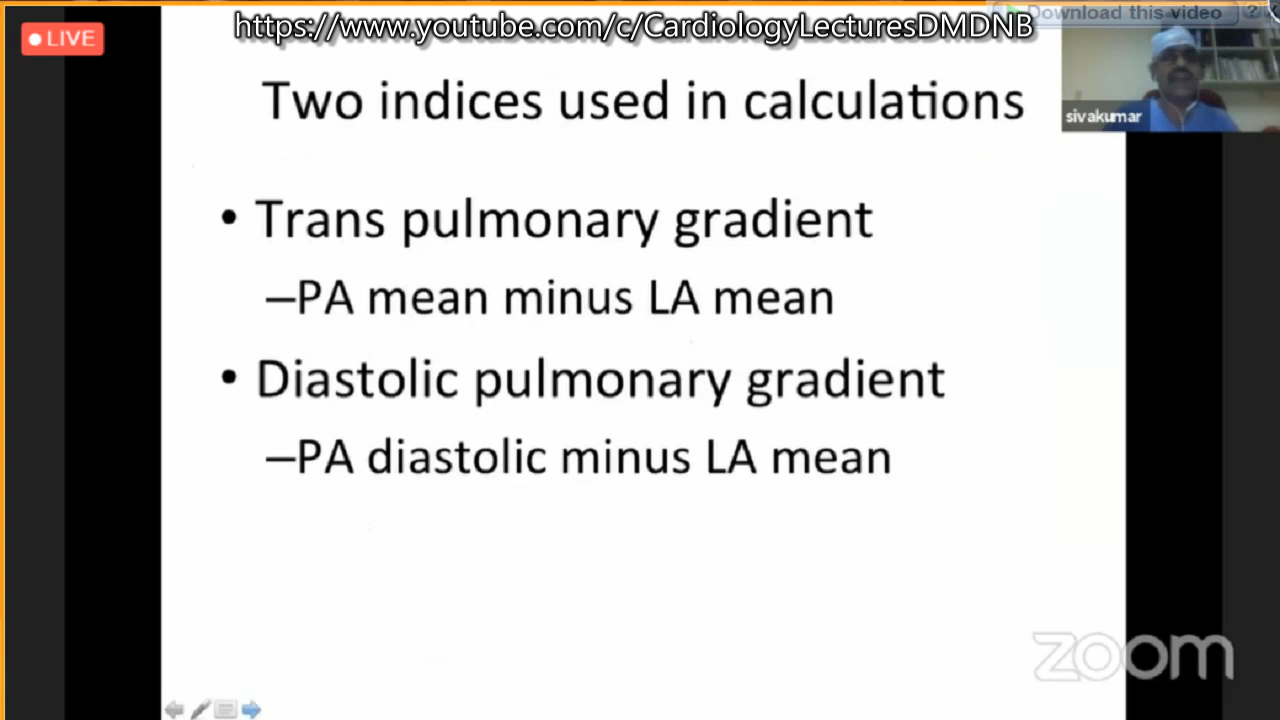 https://www.youtube.com/c/CardiologyLecturesDMDNB
Download this video ?
LIVE
sivakumar
Two indices used in calculations
• Trans pulmonary gradient
–PA mean minus LA mean
• Diastolic pulmonary gradient
–PA diastolic minus LA mean
zoom